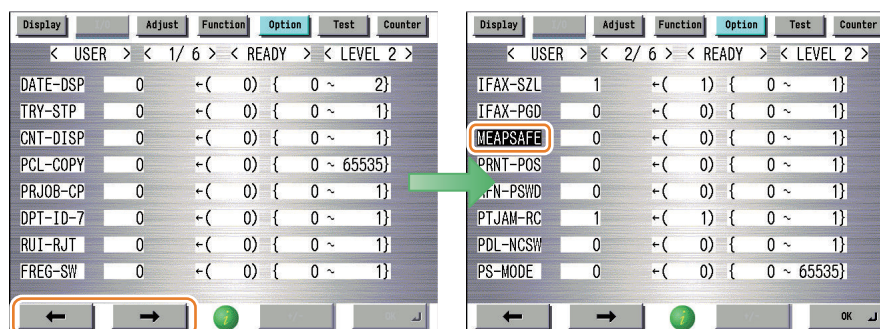 Display I/O Adjust Function Option Test Counter
< USER > < 1/ 6 > < READY > < LEVEL 2 >
DATE-DSP 0 ←( 0) { 0 ~ 2}
TRY-STP 0 ←( 0) { 0 ~ 1}
CNT-DISP 0 ←( 0) { 0 ~ 1}
PCL-COPY 0 ←( 0) { 0 ~ 65535}
PRJOB-CP 0 ←( 0) { 0 ~ 1}
DPT-ID-7 0 ←( 0) { 0 ~ 1}
RUI-RJT 0 ←( 0) { 0 ~ 1}
FREG-SW 0 ←( 0) { 0 ~ 1}
← → i +/- OK
Display I/O Adjust Function Option Test Counter
< USER > < 2/ 6 > < READY > < LEVEL 2 >
IFAX-SZL 1 ←( 1) { 0 ~ 1}
IFAX-PGD 0 ←( 0) { 0 ~ 1}
MEAPSAFE 0 ←( 0) { 0 ~ 1}
PRNT-POS 0 ←( 0) { 0 ~ 1}
FN-PSWD 0 ←( 0) { 0 ~ 1}
PTJAM-RC 1 ←( 1) { 0 ~ 1}
PDL-NCSW 0 ←( 0) { 0 ~ 1}
PS-MODE 0 ←( 0) { 0 ~ 65535}
← → i +/- OK